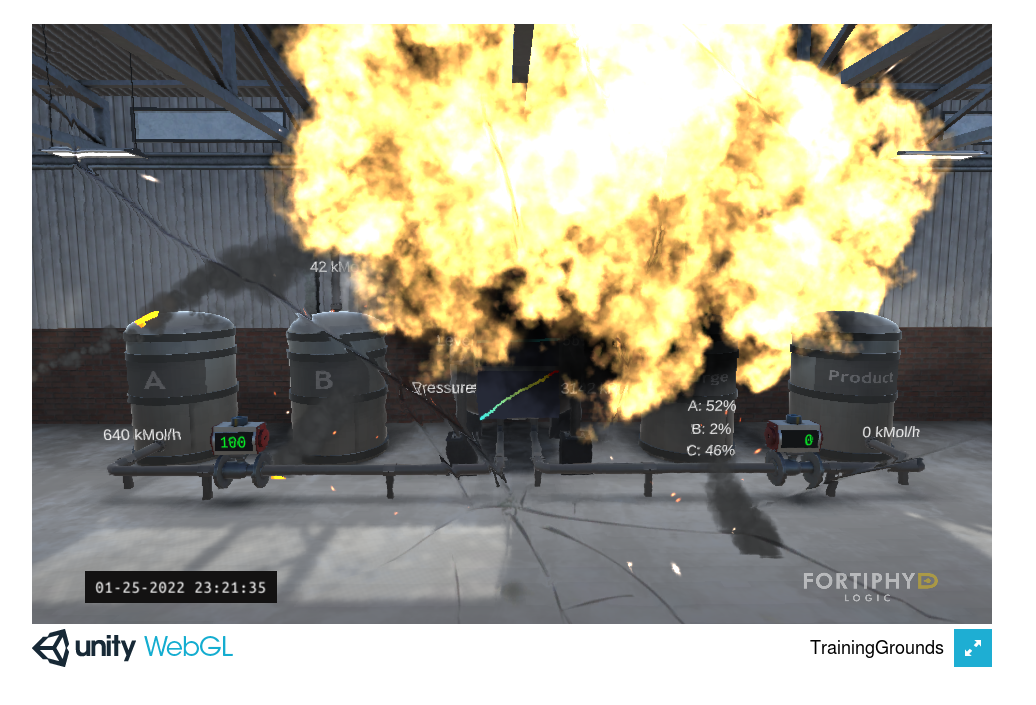 42 kMo
A
B
Pressure
Product
A: 52%
B: 2%
C: 46%
640 kMol/h
100
0
0 kMol/h
01-25-2022 23:21:35
FORTIPHYD
LOGIC
unity WebGL
TrainingGrounds